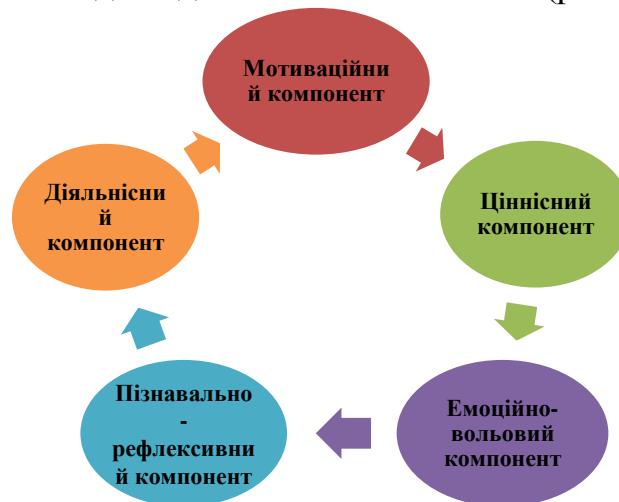 Мотиваційни
й компонент
Ціннісний
компонент
Емоційно-
вольовий
компонент
Пізнавально
-
рефлексивни
й компонент
Діяльнісни
й
компонент